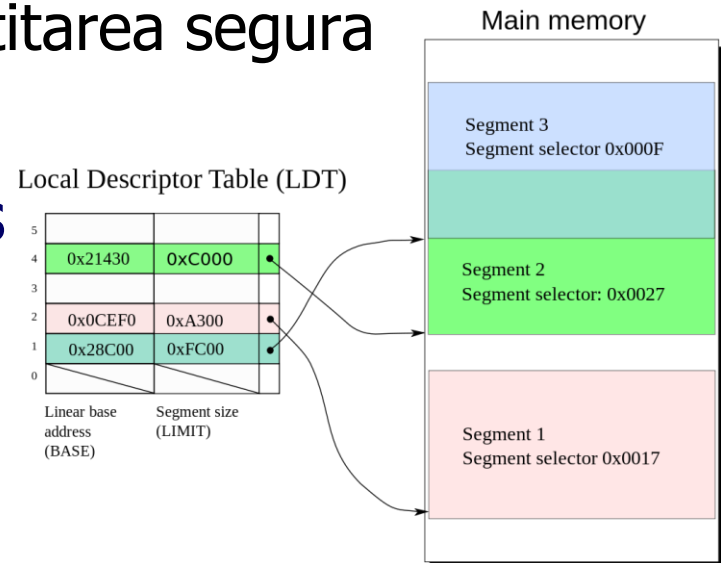 titarea segura
Main memory
Segment 3
Segment selector 0x000F
Local Descriptor Table (LDT)
s
5
4 0x21430 0xC000
3
2 0x0CEF0 0xA300
1 0x28C00 0xFC00
0
Segment 2
Segment selector: 0x0027
Linear base
address
(BASE)
Segment size
(LIMIT)
Segment 1
Segment selector 0x0017